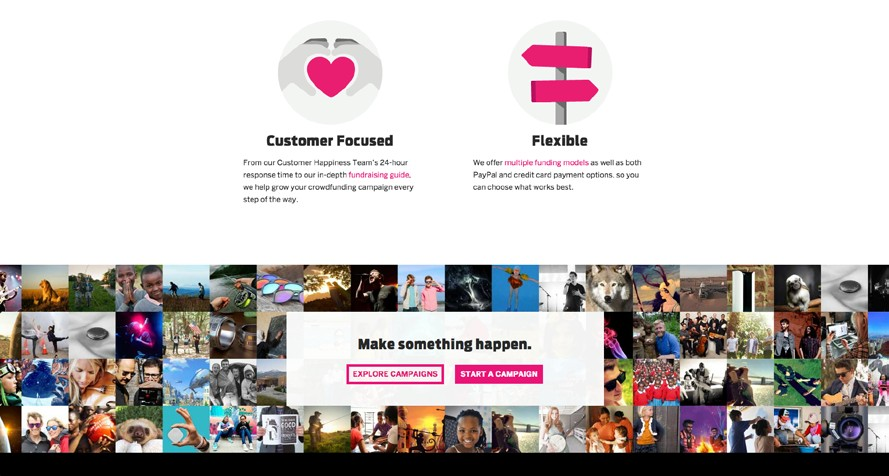 Customer Focused
From our Customer Happiness Team's 24-hour
response time to our in-depth fundraising guide,
we help grow your crowdfunding campaign every
step of the way.
Flexible
We offer multiple funding models as well as both
PayPal and credit card payment options, so you
can choose what works best.
Make something happen.
EXPLORE CAMPAIGNS
START A CAMPAIGN